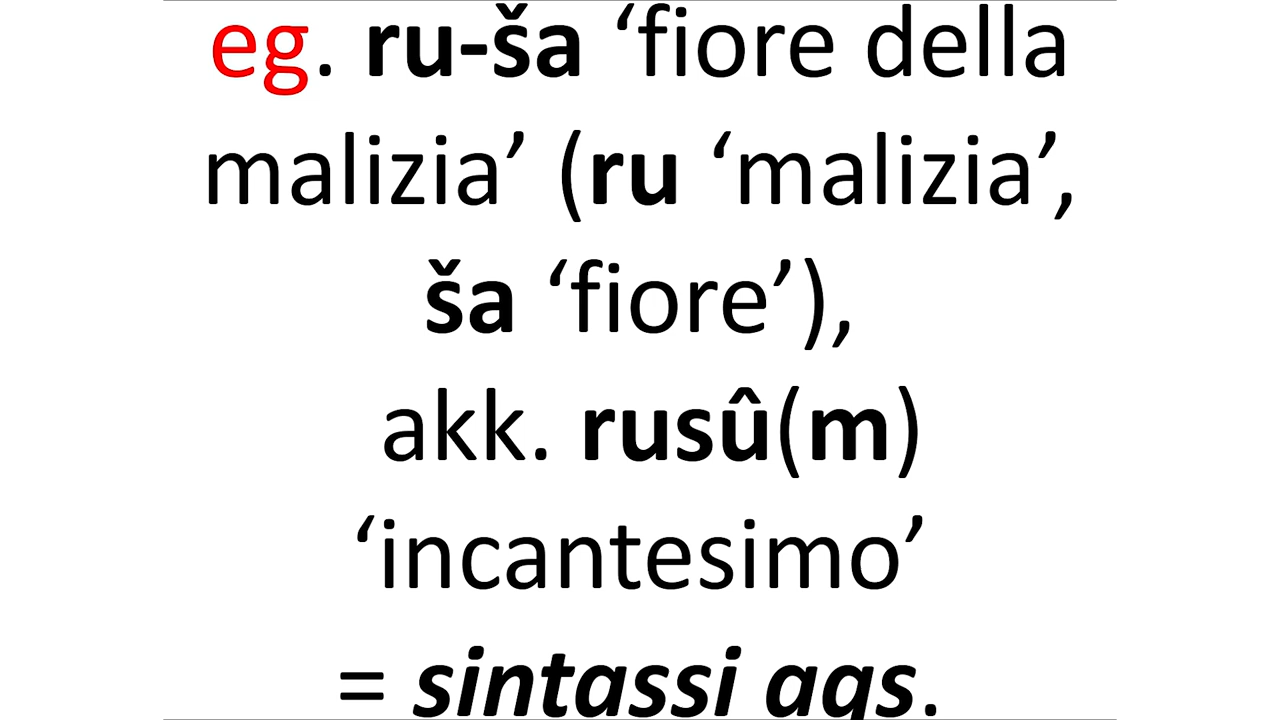 eg. ru-ša ‘fiore della
malizia’ (ru ‘malizia’,
ša ‘fiore’),
akk. rusû(m)
‘incantesimo’
= sintassi ags.